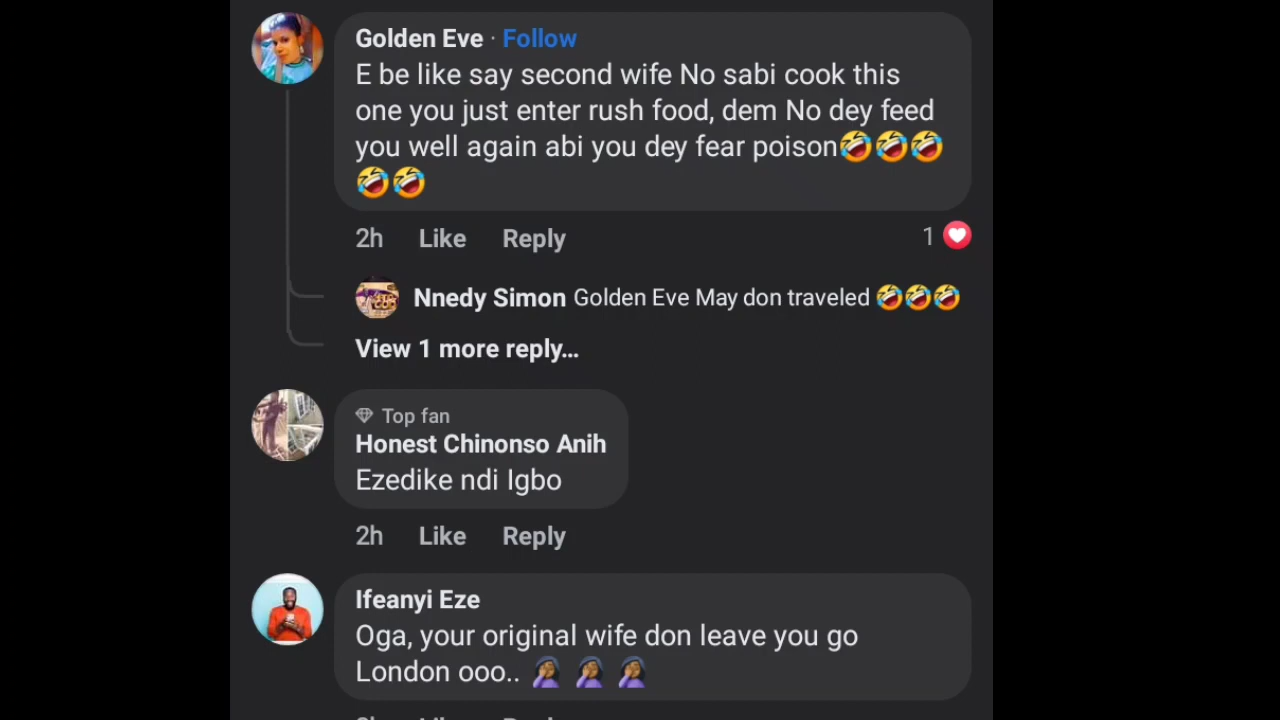 Golden Eve · Follow
E be like say second wife No sabi cook this
one you just enter rush food, dem No dey feed
you well again abi you dey fear poison🤣🤣🤣
🤣🤣
2h Like Reply 1
Nnedy Simon Golden Eve May don traveled 🤣🤣🤣
View 1 more reply...
Top fan
Honest Chinonso Anih
Ezedike ndi Igbo
2h Like Reply
Ifeanyi Eze
Oga, your original wife don leave you go
London ooo.. 🤦🏾‍♀️ 🤦🏾‍♀️ 🤦🏾‍♀️